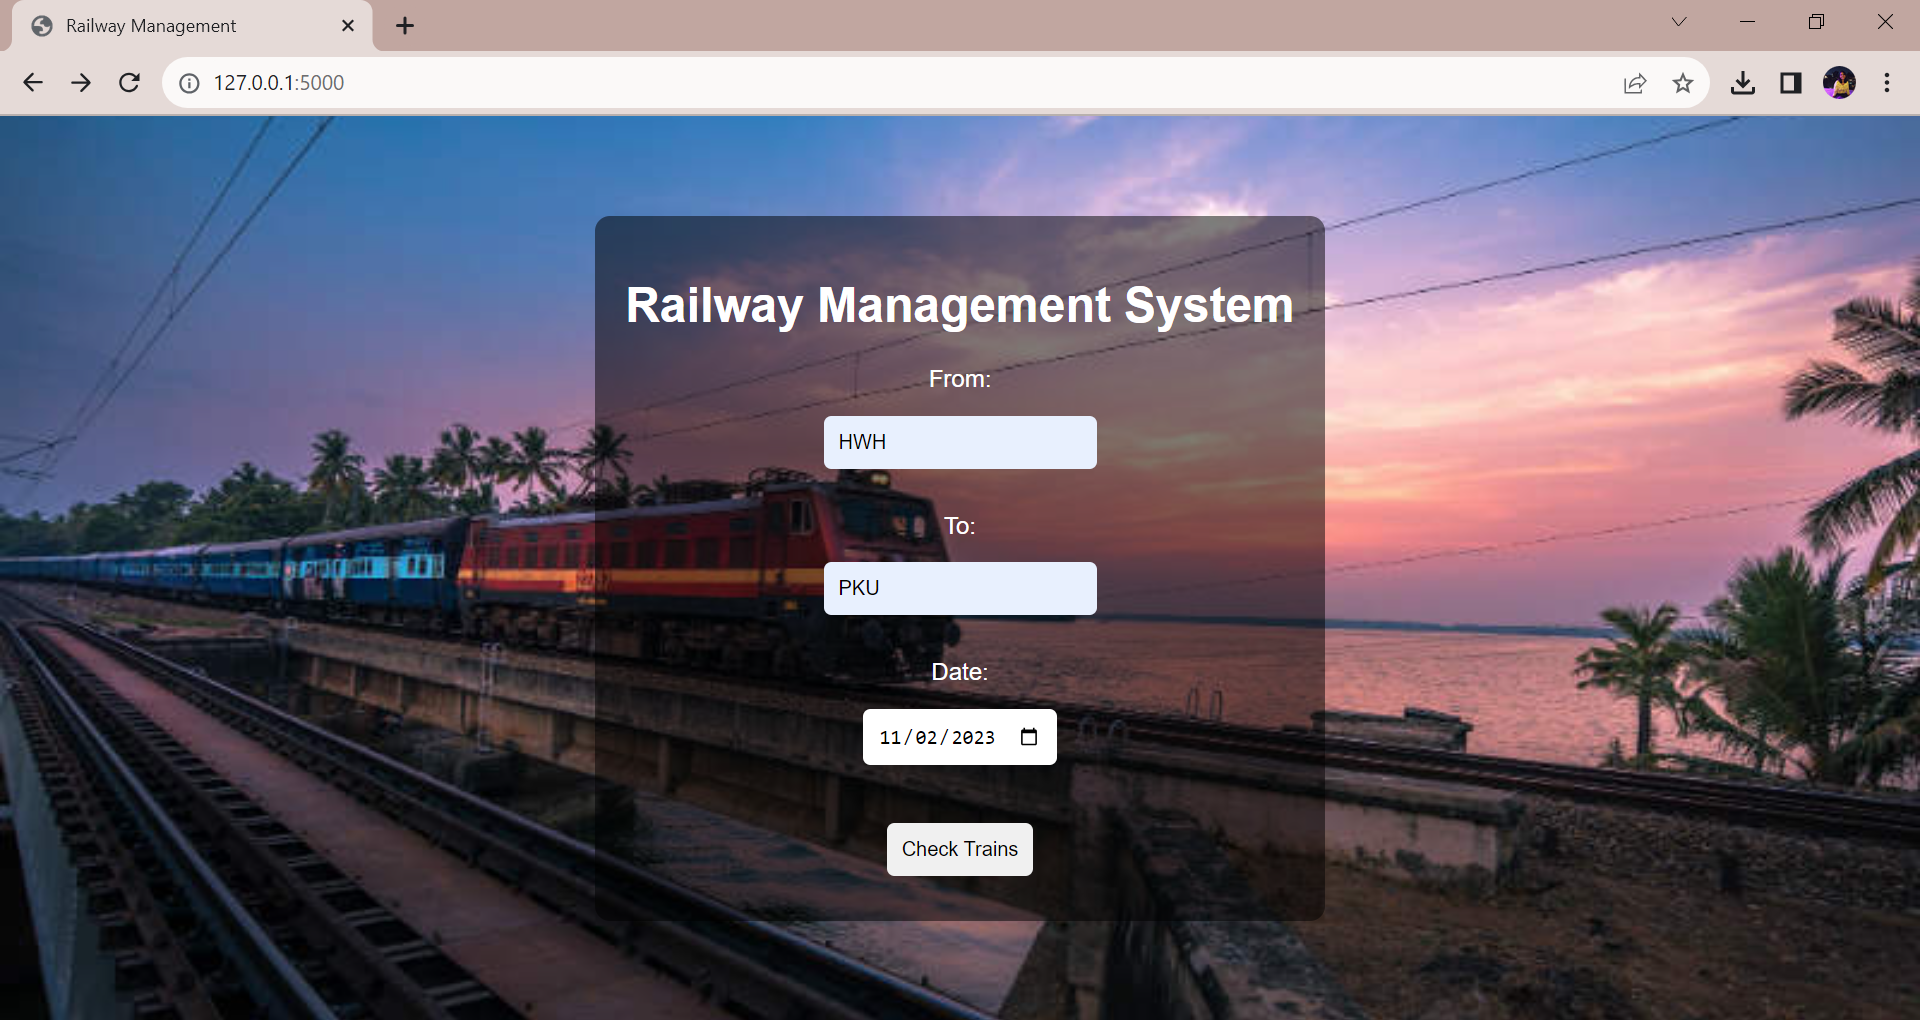 Railway Management
127.0.0.1:5000
Railway Management System
From:
HWH
To:
PKU
Date:
11/02/2023
Check Trains